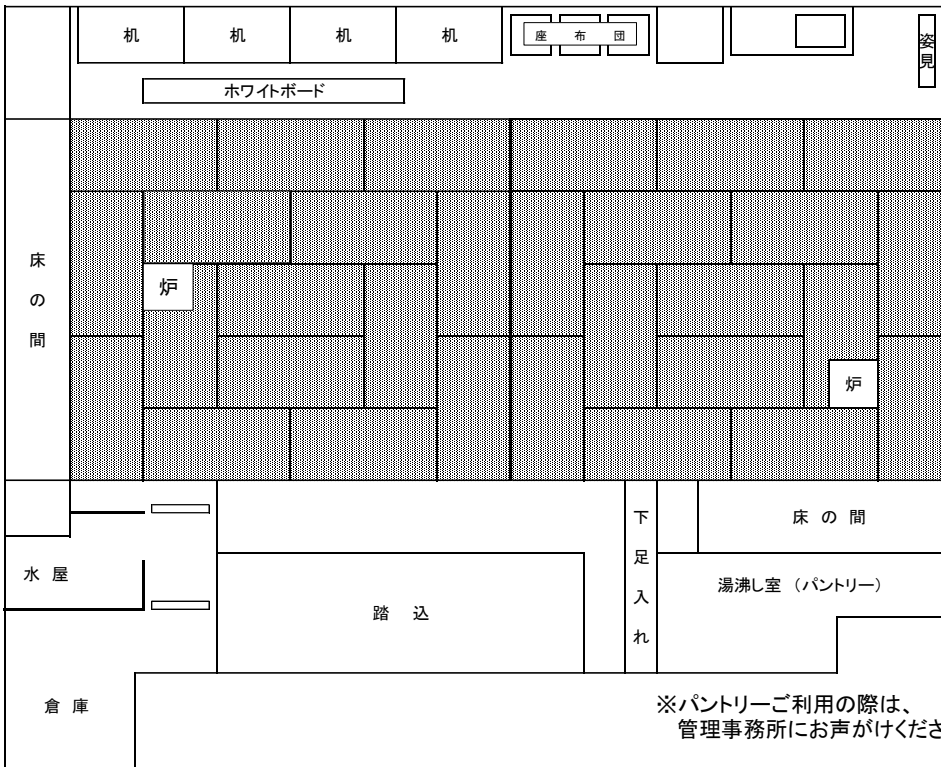 机 机 机 机 座 布 団
姿見
ホワイトボード
床の間
炉
炉
下足入れ
床 の 間
水 屋
湯沸し室 (パントリー)
踏 込
倉 庫
※パントリーご利用の際は、
管理事務所にお声がけくださ